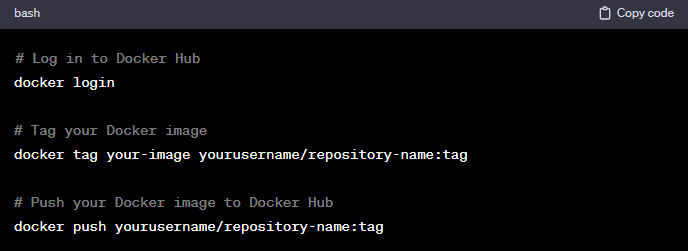 bash Copy code
# Log in to Docker Hub
docker login
# Tag your Docker image
docker tag your-image yourusername/repository-name:tag
# Push your Docker image to Docker Hub
docker push yourusername/repository-name:tag